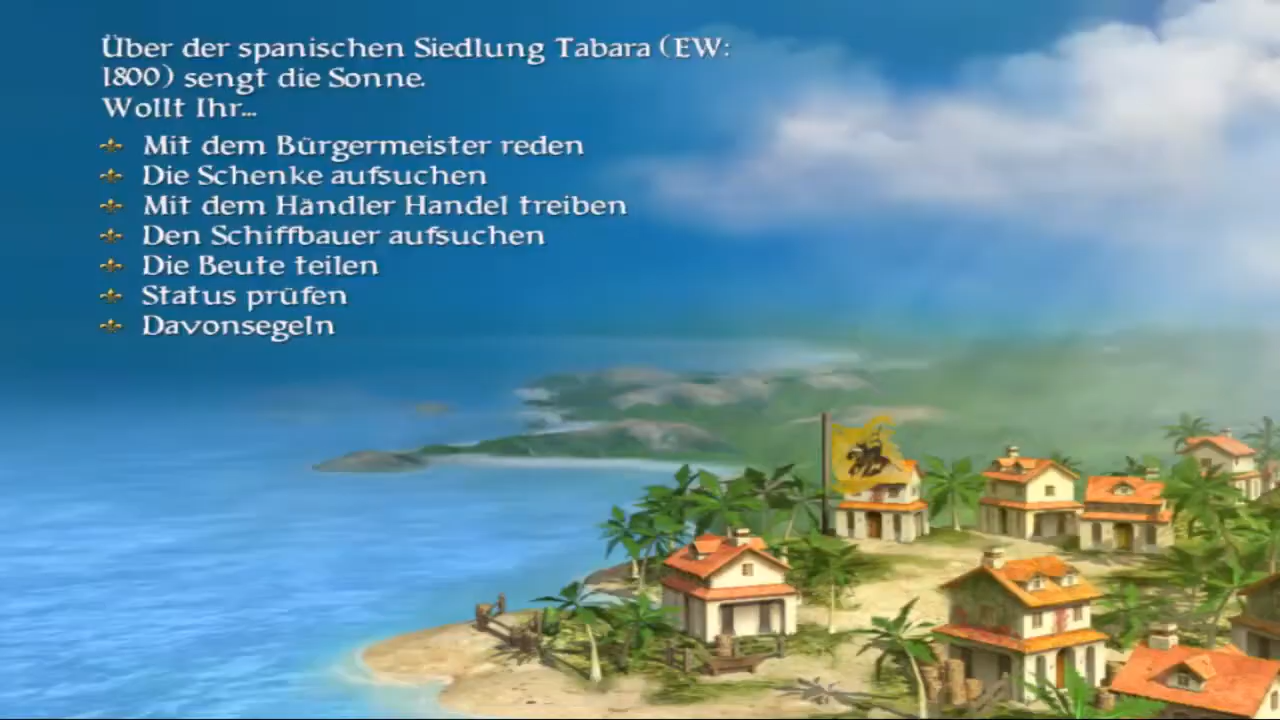 Über der spanischen Siedlung Tabara (EW:
1800) sengt die Sonne.
Wollt Ihr...
Mit dem Bürgermeister reden
Die Schenke aufsuchen
Mit dem Händler Handel treiben
Den Schiffbauer aufsuchen
Die Beute teilen
Status prüfen
Davonsegeln